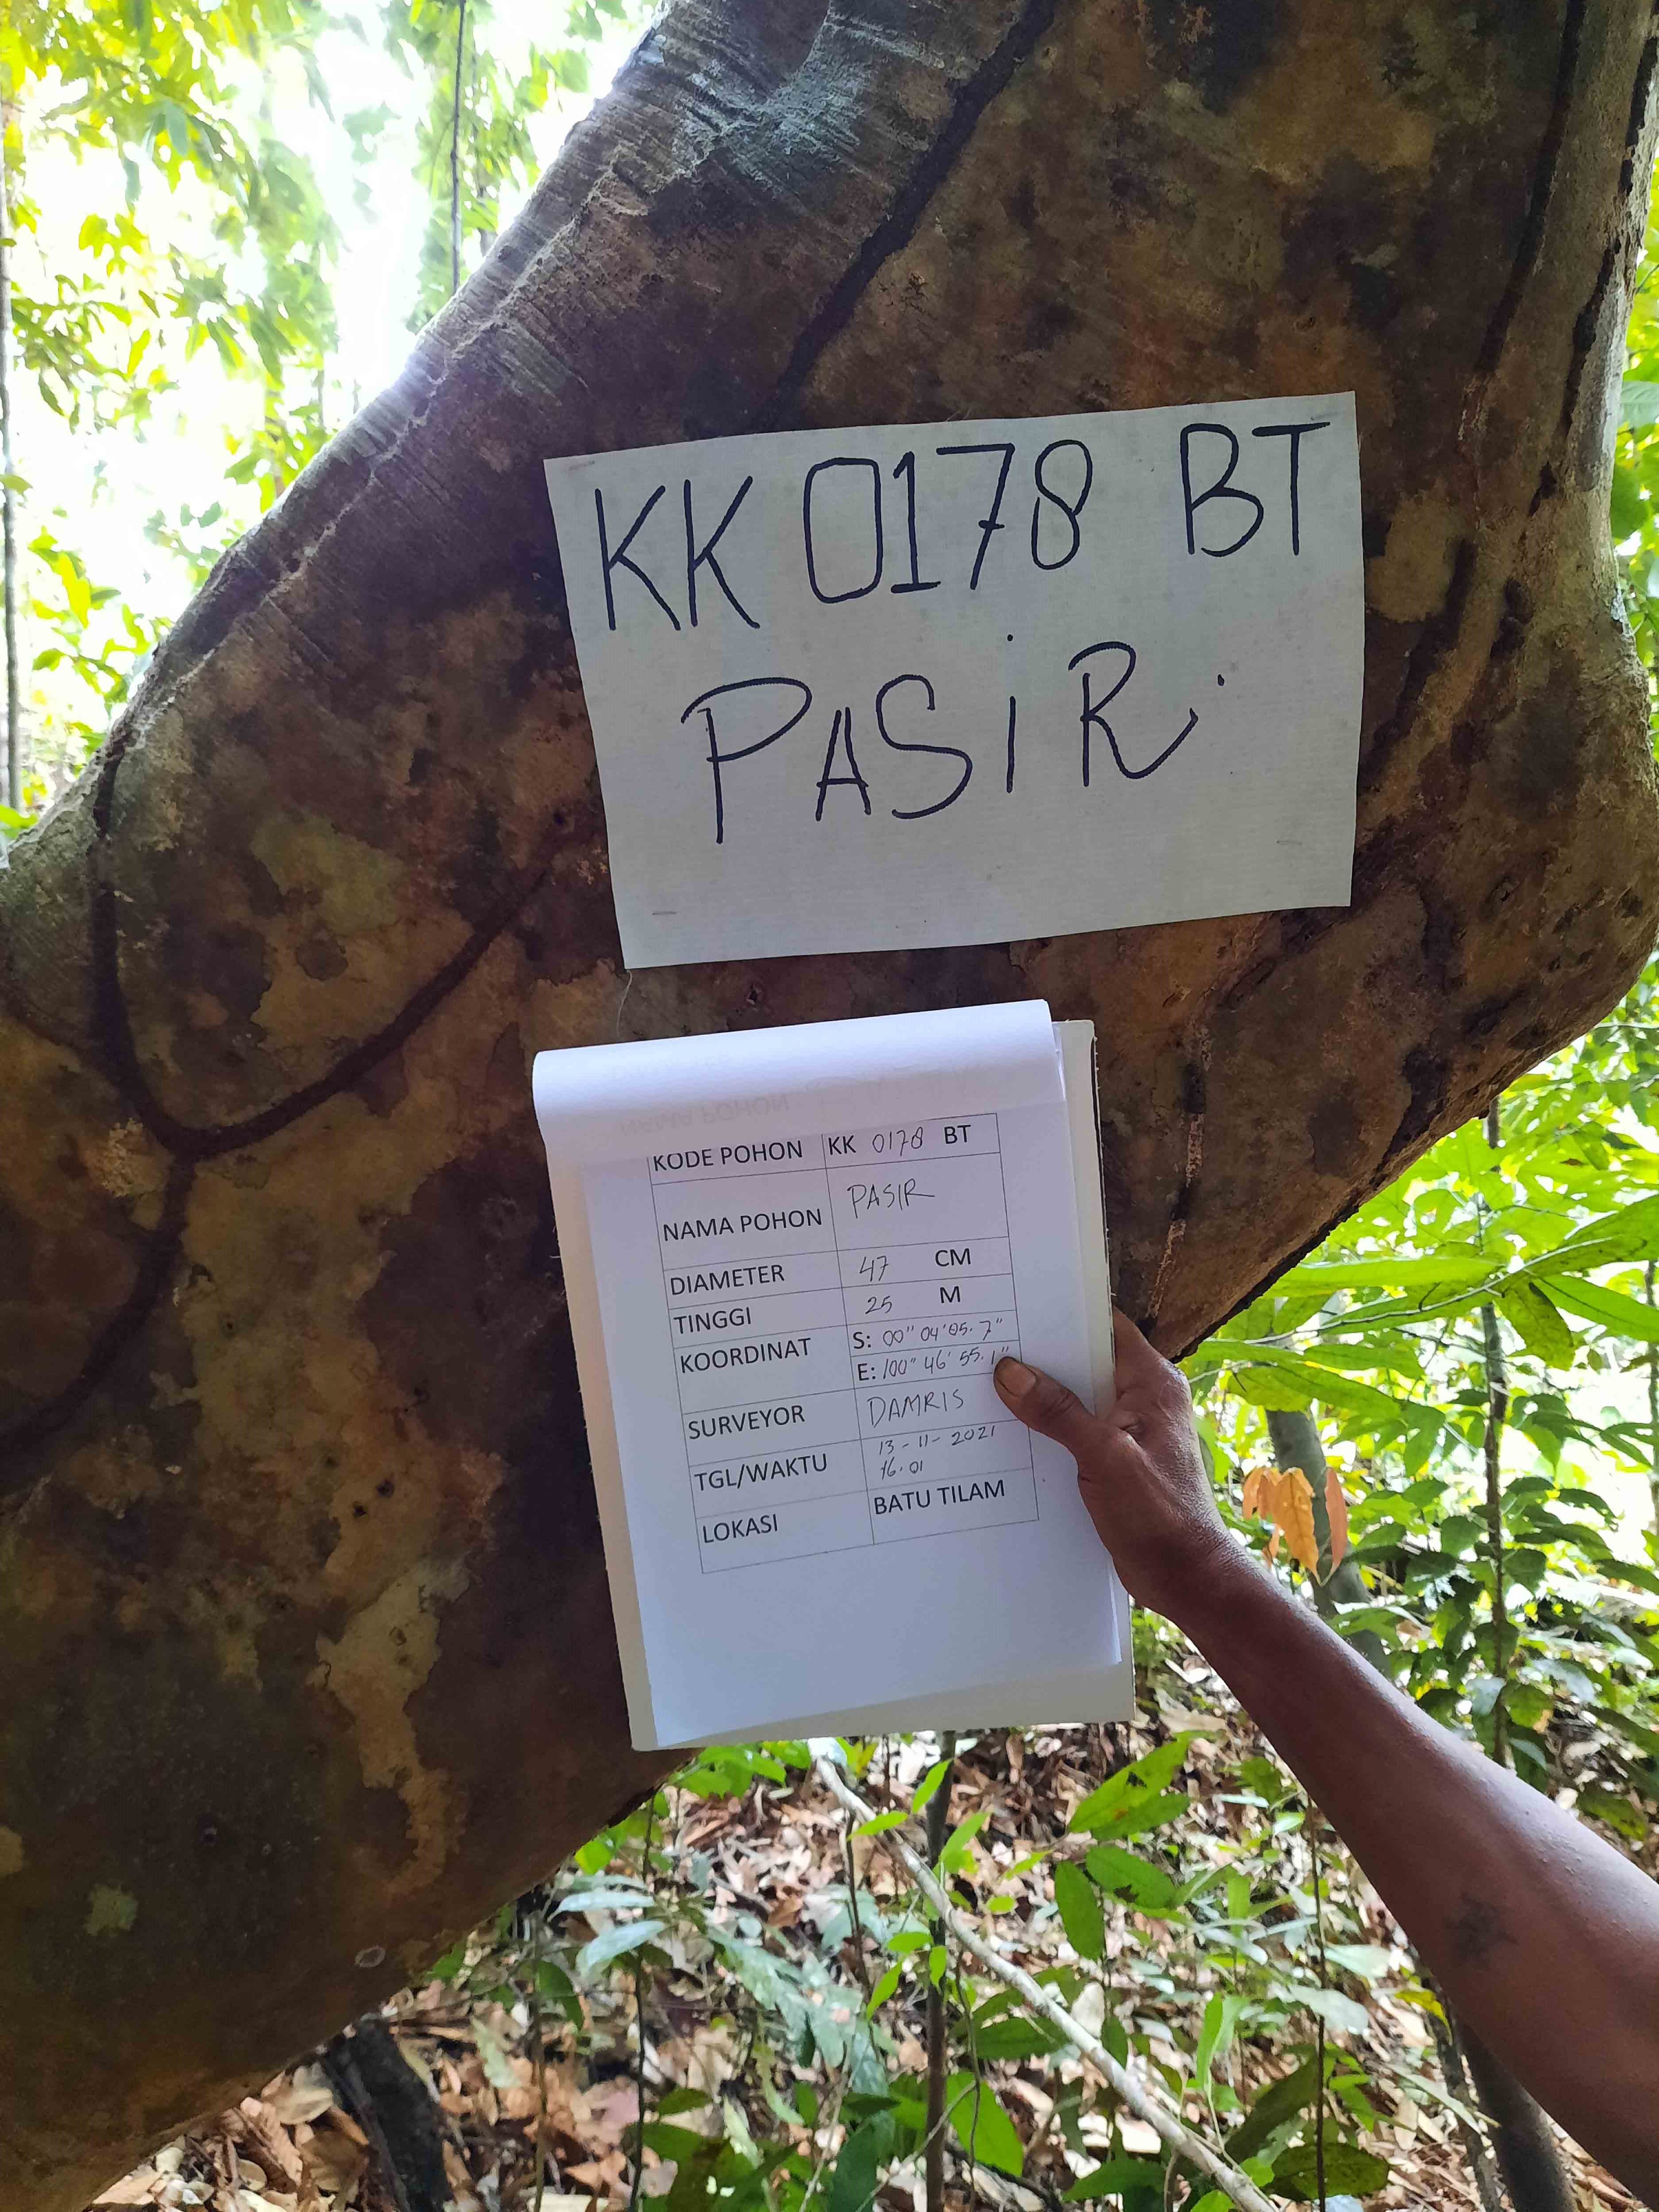 KK 0178 BT
PASiR.
KODE POHON KK 0178 BT
NAMA POHON PASIR
DIAMETER 47 CM
TINGGI 25 M
KOORDINAT S: 00" 04' 05. 7"
E: 100" 46' 55. 1"
SURVEYOR DAMRIS
TGL/WAKTU 13-11-2021
16.01
LOKASI BATU TILAM